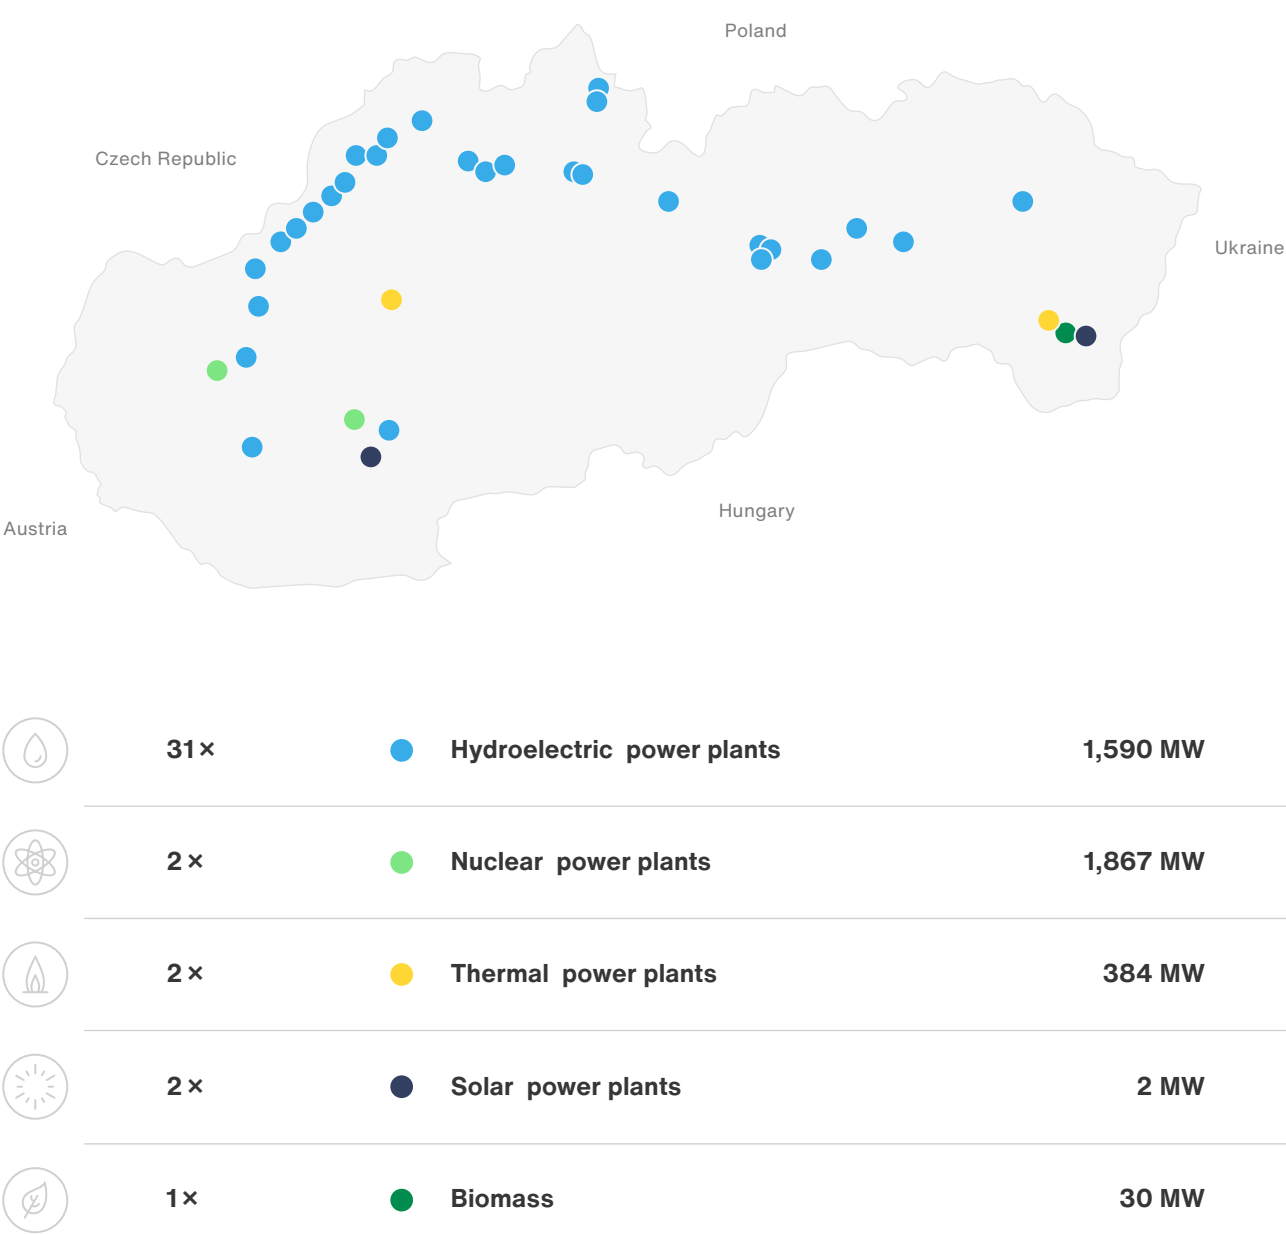 Poland
Czech Republic
Ukraine
Hungary
Austria
31× Hydroelectric power plants 1,590 MW
2× Nuclear power plants 1,867 MW
2× Thermal power plants 384 MW
2× Solar power plants 2 MW
1× Biomass 30 MW